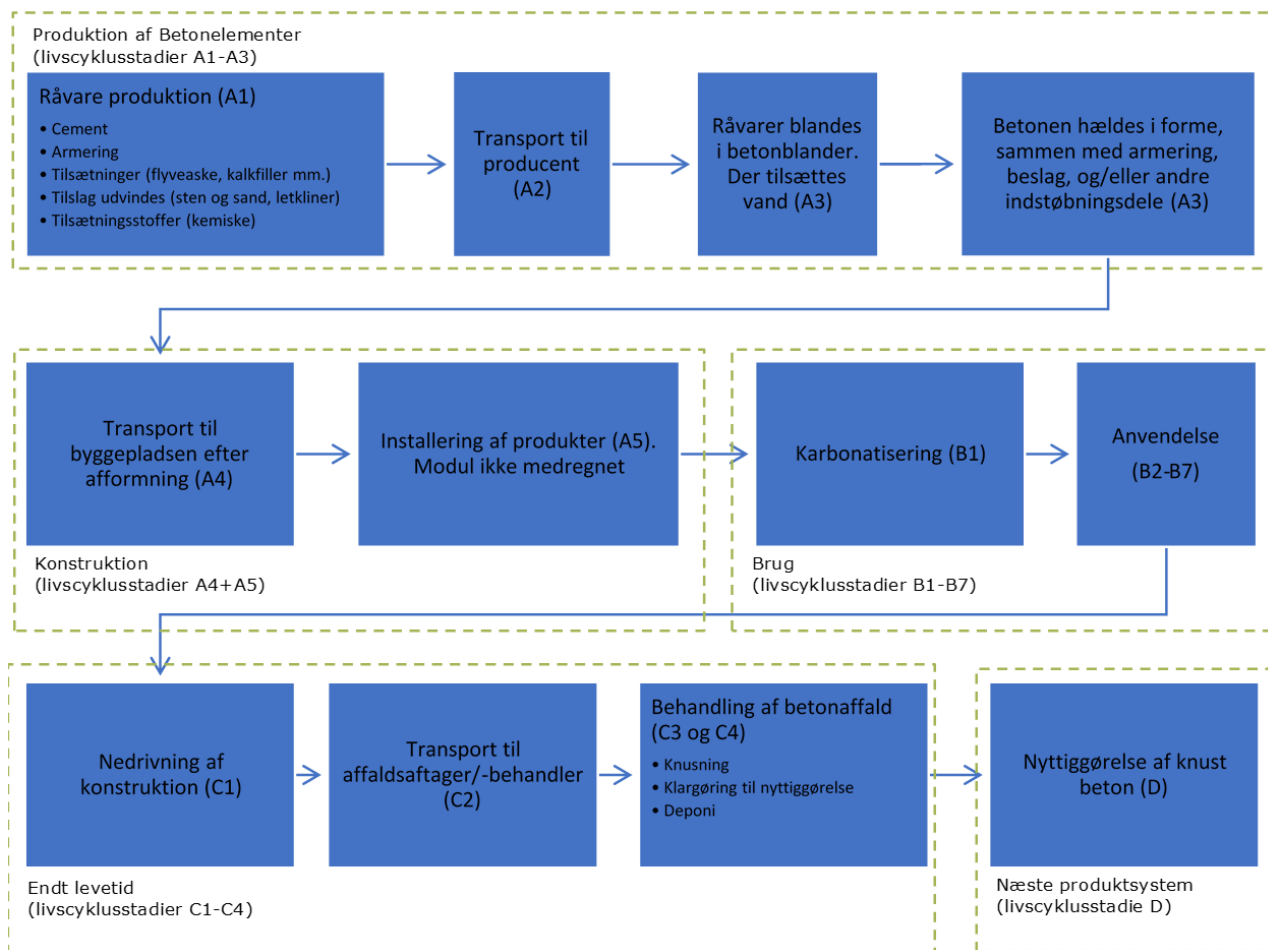 Produktion af Betonelementer
(livscyklusstadier A1-A3)
Råvare produktion (A1)
• Cement
• Armering
• Tilsætninger (flyveaske, kalkfiller mm.)
• Tilslag udvindes (sten og sand, letkliner)
• Tilsætningsstoffer (kemiske)
Transport til
producent
(A2)
Råvarer blandes
i betonblander.
Der tilsættes
vand (A3)
Betonen hældes i forme,
sammen med armering,
beslag, og/eller andre
indstøbningsdele (A3)
Transport til
byggepladsen efter
afformning (A4)
Installering af produkter (A5).
Modul ikke medregnet
Konstruktion
(livscyklusstadier A4+A5)
Karbonatisering (B1)
Anvendelse
(B2-B7)
Brug
(livscyklusstadier B1-B7)
Nedrivning af
konstruktion (C1)
Transport til
affaldsaftager/-behandler
(C2)
Behandling af betonaffald
(C3 og C4)
• Knusning
• Klargøring til nyttiggørelse
• Deponi
Endt levetid
(livscyklusstadier C1-C4)
Nyttiggørelse af knust
beton (D)
Næste produktsystem
(livscyklusstadie D)